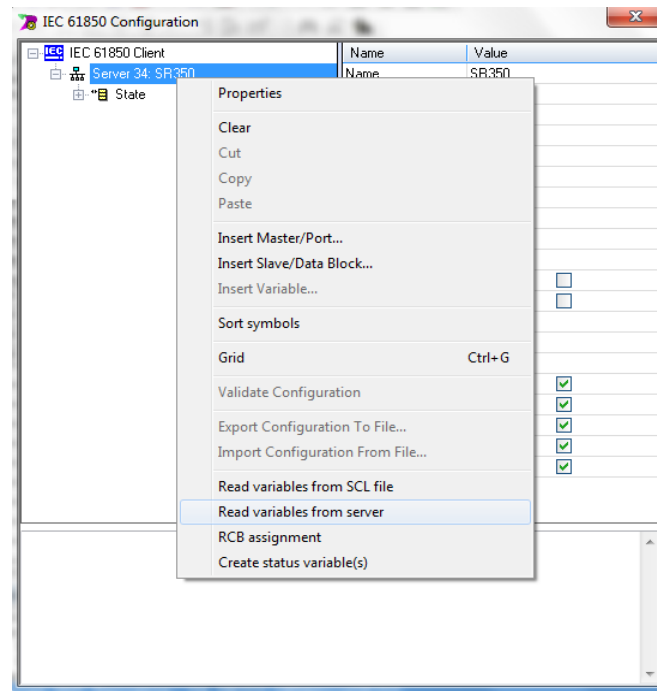 IEC 61850 Configuration
IEC IEC 61850 Client
Name Value
Server 34: SR350
Name SR350
State
Properties
Clear
Cut
Copy
Paste
Insert Master/Port...
Insert Slave/Data Block...
Insert Variable...
Sort symbols
Grid Ctrl+G
Validate Configuration
Export Configuration To File...
Import Configuration From File...
Read variables from SCL file
Read variables from server
RCB assignment
Create status variable(s)